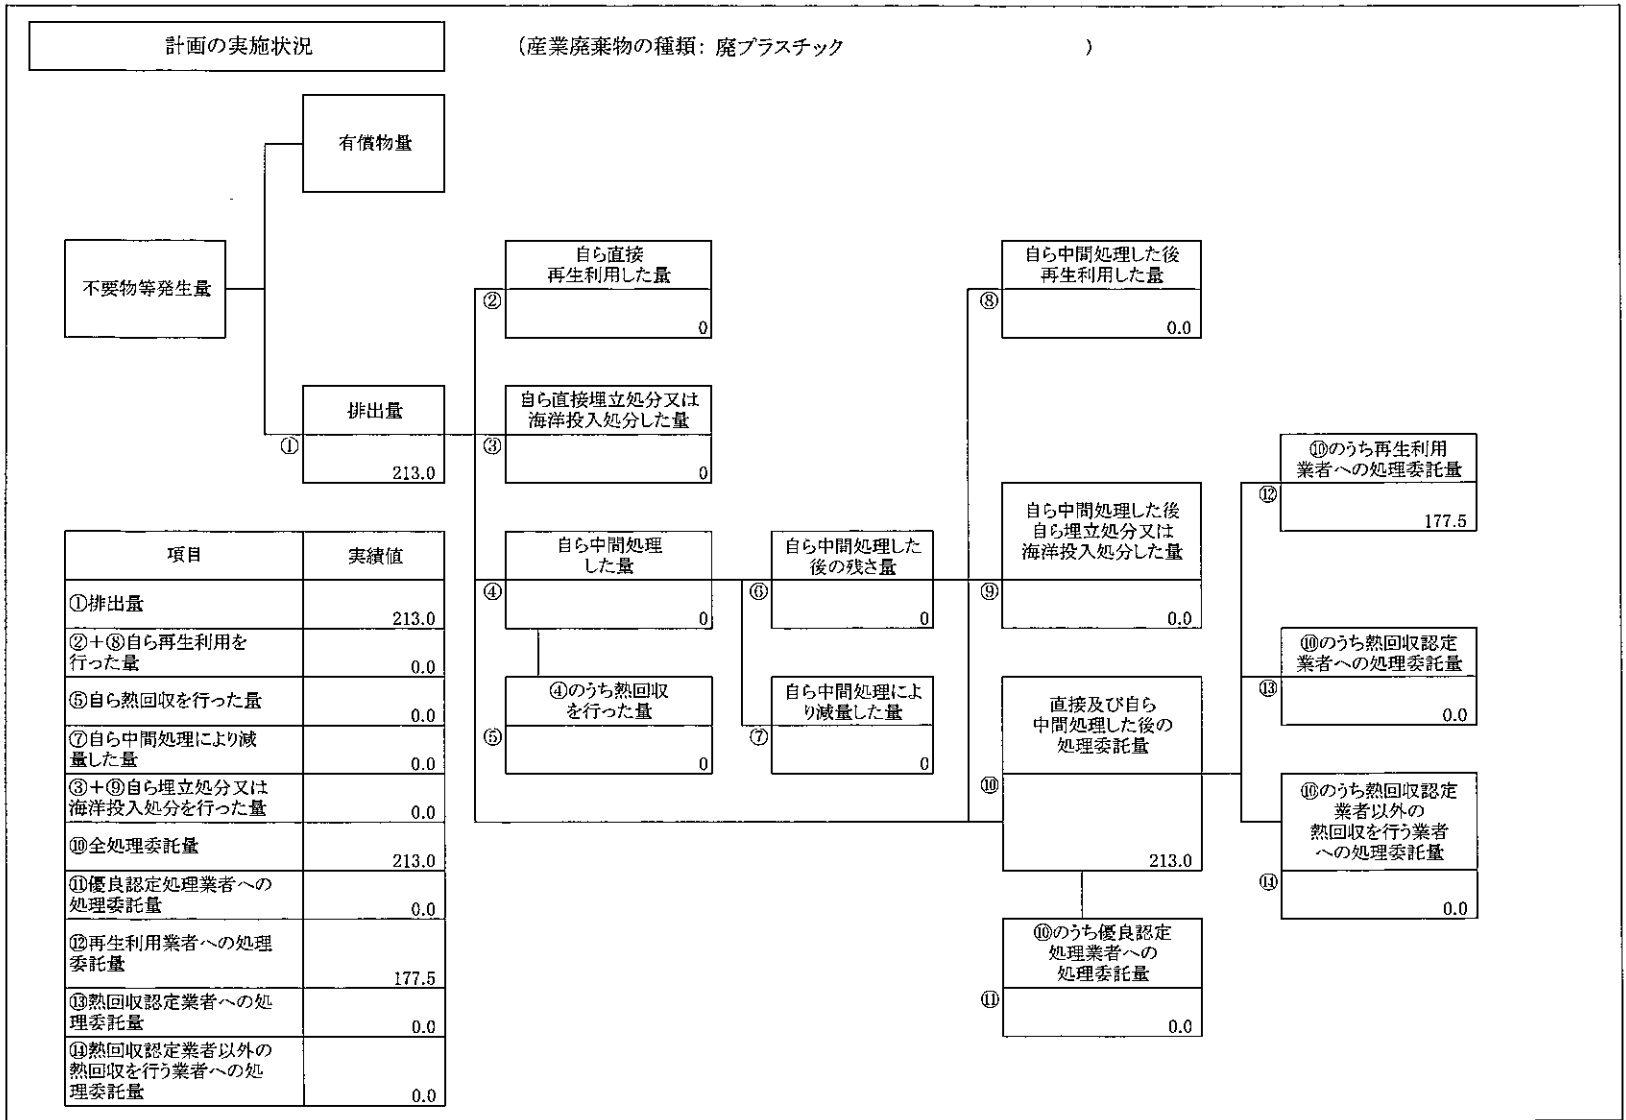 計画の実施状況
(産業廃棄物の種類: 廃プラスチック )
有償物量
不要物等発生量
排出量
①
213.0
自ら直接
再生利用した量
②
0
自ら直接埋立処分又は
海洋投入処分した量
③
0
自ら中間処理
した量
④
0
④のうち熱回収
を行った量
⑤
0
自ら中間処理した
後の残さ量
⑥
0
自ら中間処理によ
り減量した量
⑦
0
自ら中間処理した後
再生利用した量
⑧
0.0
自ら中間処理した後
自ら埋立処分又は
海洋投入処分した量
⑨
0.0
直接及び自ら
中間処理した後の
処理委託量
⑩
213.0
⑩のうち優良認定
処理業者への
処理委託量
⑪
0.0
⑩のうち再生利用
業者への処理委託量
⑫
177.5
⑩のうち熱回収認定
業者への処理委託量
⑬
0.0
⑩のうち熱回収認定
業者以外の
熱回収を行う業者
への処理委託量
⑭
0.0
項目 実績値
①排出量 213.0
②+⑧自ら再生利用を
行った量 0.0
⑤自ら熱回収を行った量 0.0
⑦自ら中間処理により減
量した量 0.0
③+⑨自ら埋立処分又は
海洋投入処分を行った量 0.0
⑩全処理委託量 213.0
⑪優良認定処理業者への
処理委託量 0.0
⑫再生利用業者への処理
委託量 177.5
⑬熱回収認定業者への処
理委託量 0.0
⑭熱回収認定業者以外の
熱回収を行う業者への処
理委託量 0.0